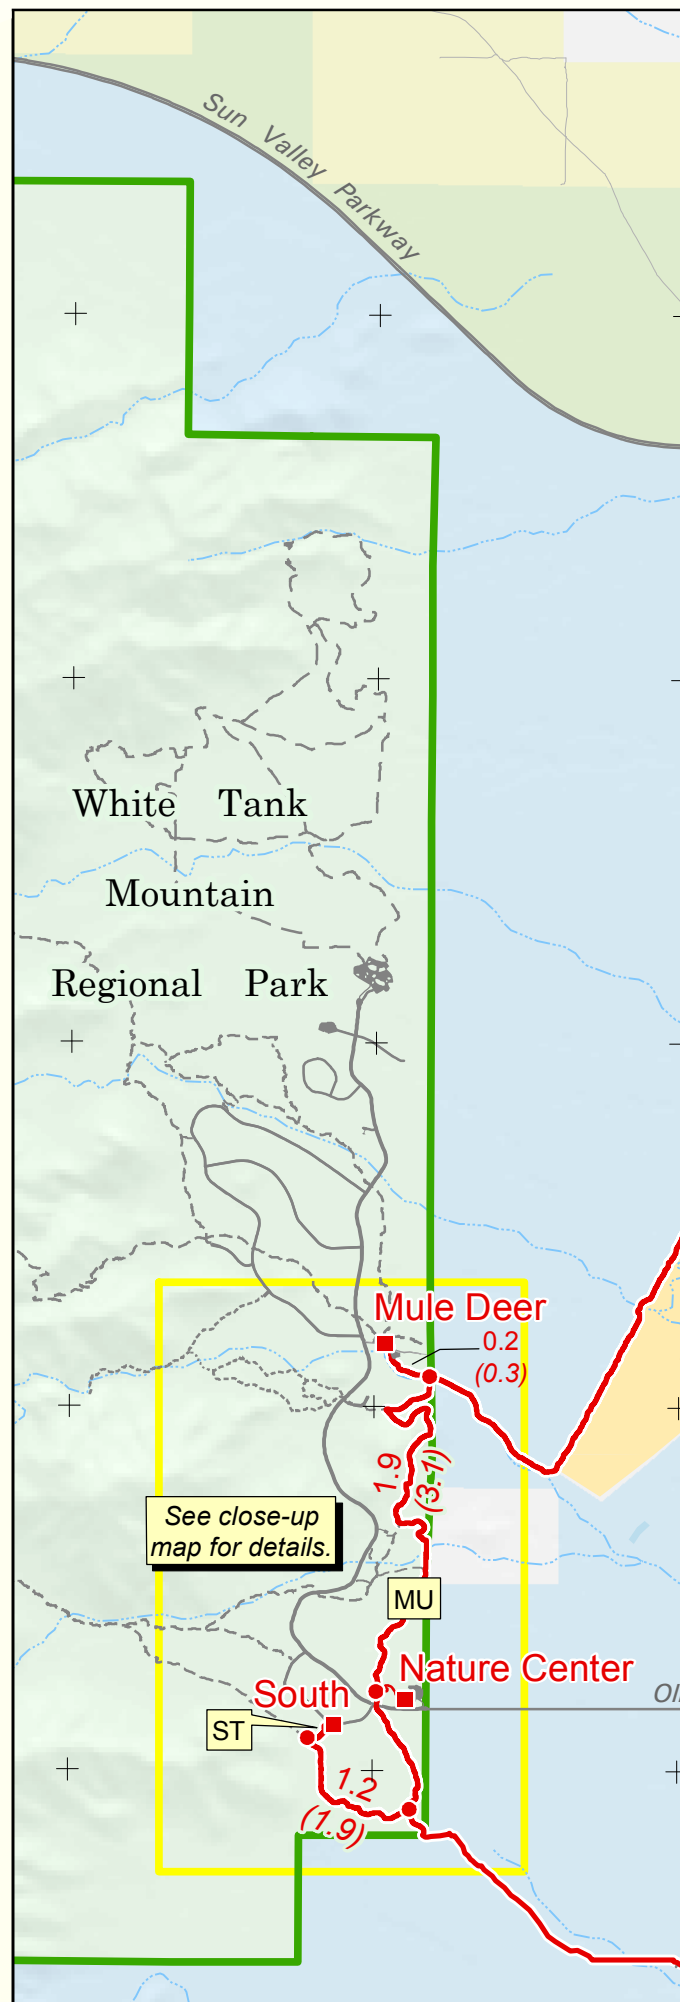 Sun Valley Parkway
White Tank
Mountain
Regional Park
Mule Deer
0.2
(0.3)
1.9
(3.1)
See close-up
map for details.
MU
Nature Center
South
ST
1.2
(1.9)